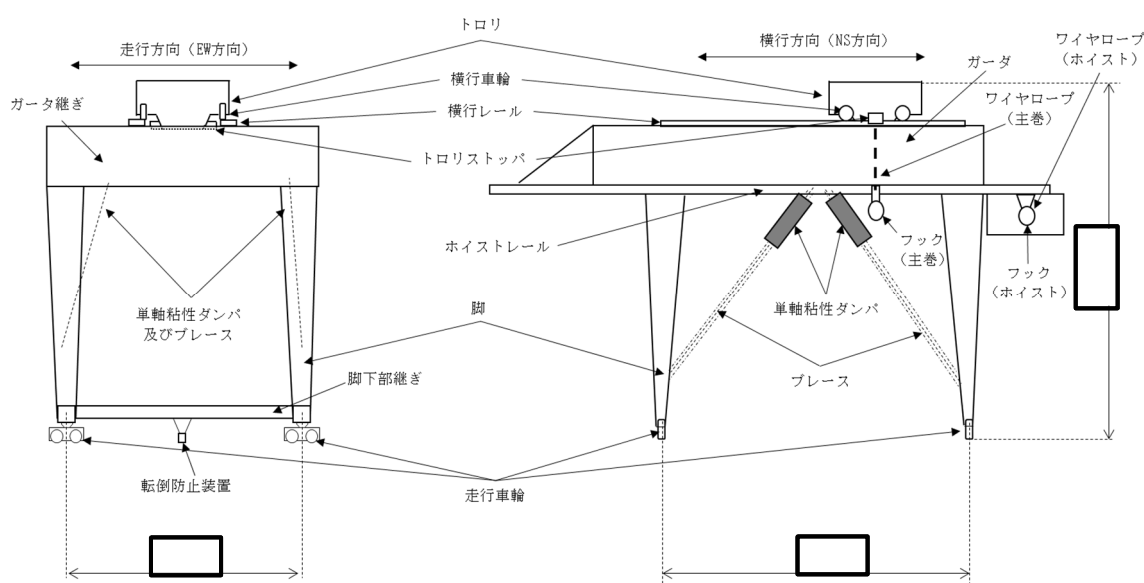 トロリ
走行方向（EW方向）
横行車輪
ガータ継ぎ
横行レール
トロリストッパ
横行方向（NS方向）
ガーダ
ワイヤロープ
（ホイスト）
ワイヤロープ
（主巻）
ホイストレール
フック
（主巻）
フック
（ホイスト）
単軸粘性ダンパ
及びブレース
脚
単軸粘性ダンパ
ブレース
脚下部継ぎ
転倒防止装置
走行車輪